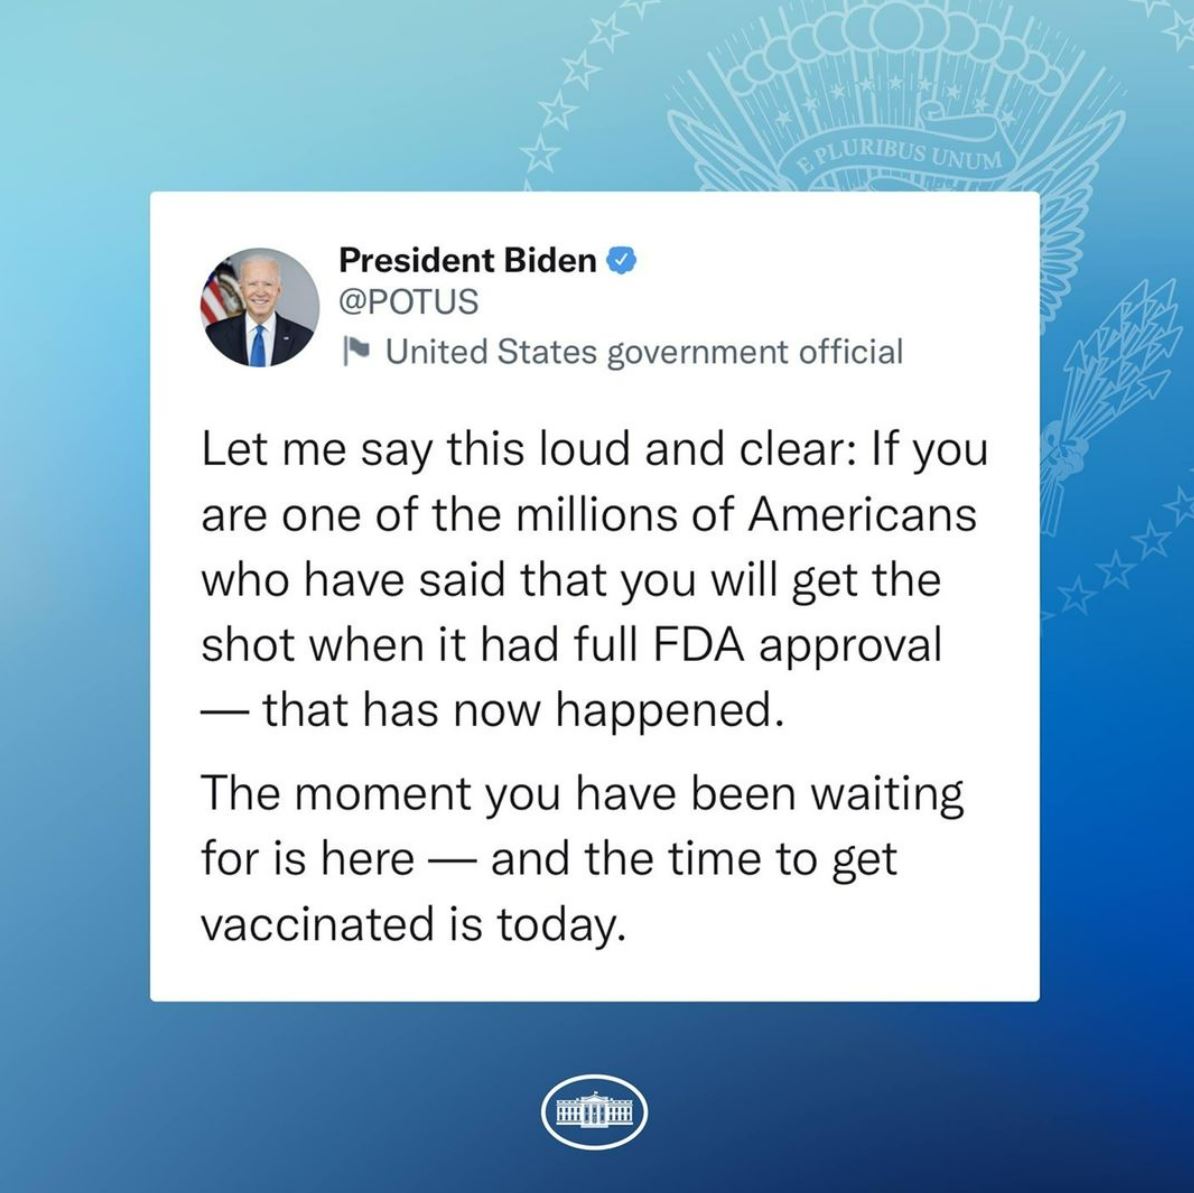 E PLURIBUS UNUM
President Biden
@POTUS
United States government official
Let me say this loud and clear: If you
are one of the millions of Americans
who have said that you will get the
shot when it had full FDA approval
— that has now happened.
The moment you have been waiting
for is here — and the time to get
vaccinated is today.